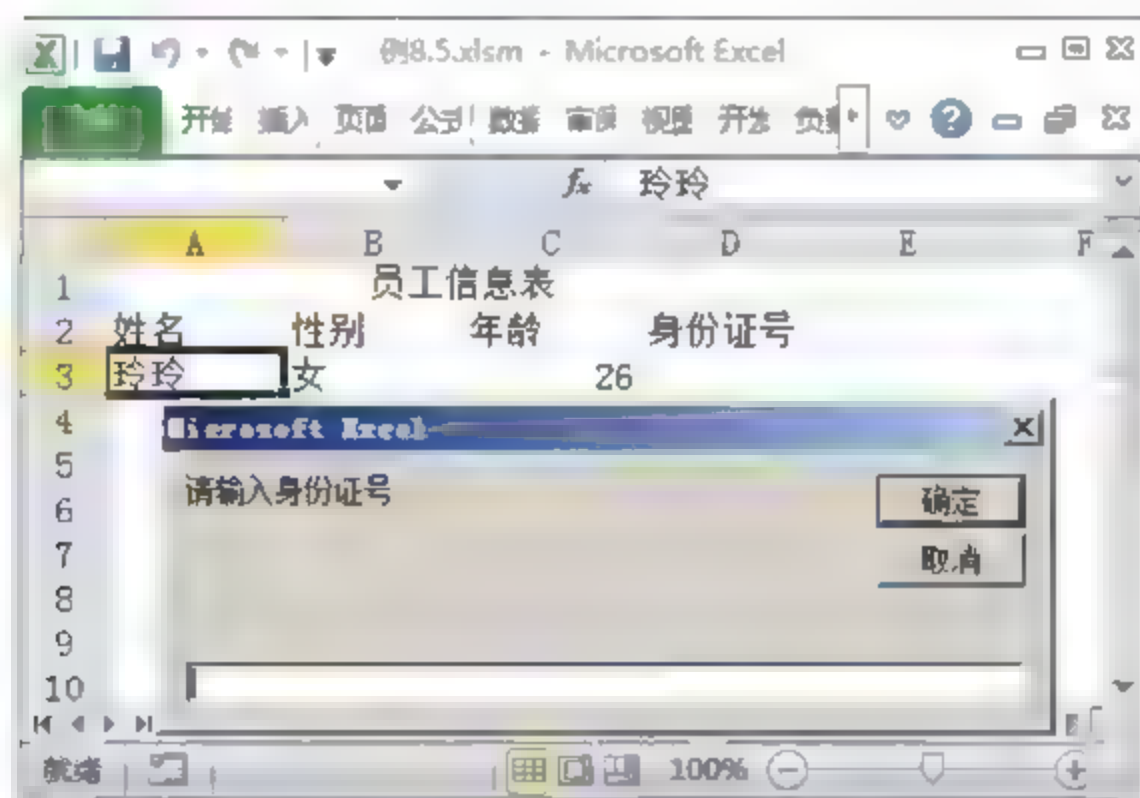 例8.5.xlsm - Microsoft Excel
开始 插入 页面 公式 数据 审阅 视图 开发 负载
fx 玲玲
A B C D E F
1 员工信息表
2 姓名 性别 年龄 身份证号
3 玲玲 女 26
4 Microsoft Excel
5
请输入身份证号 确定
6
7 取消
8
9
10
就绪 100%